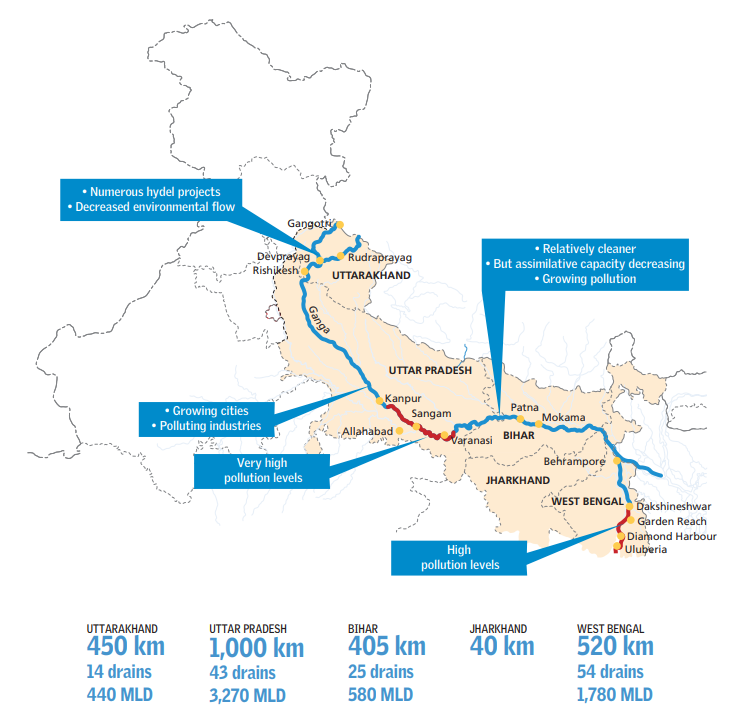 • Numerous hydel projects
• Decreased environmental flow
Gangotri
Devprayag
Rudraprayag
Rishikesh
UTTARAKHAND
• Relatively cleaner
• But assimilative capacity decreasing
• Growing pollution
Ganga
UTTAR PRADESH
Kanpur
• Growing cities
• Polluting industries
Sangam
Allahabad
Varanasi
Patna
Mokama
BIHAR
Very high
pollution levels
Behrampore
JHARKHAND
WEST BENGAL
Dakshineshwar
Garden Reach
Diamond Harbour
Uluberia
High
pollution levels
UTTARAKHAND
450 km
14 drains
440 MLD
UTTAR PRADESH
1,000 km
43 drains
3,270 MLD
BIHAR
405 km
25 drains
580 MLD
JHARKHAND
40 km
WEST BENGAL
520 km
54 drains
1,780 MLD